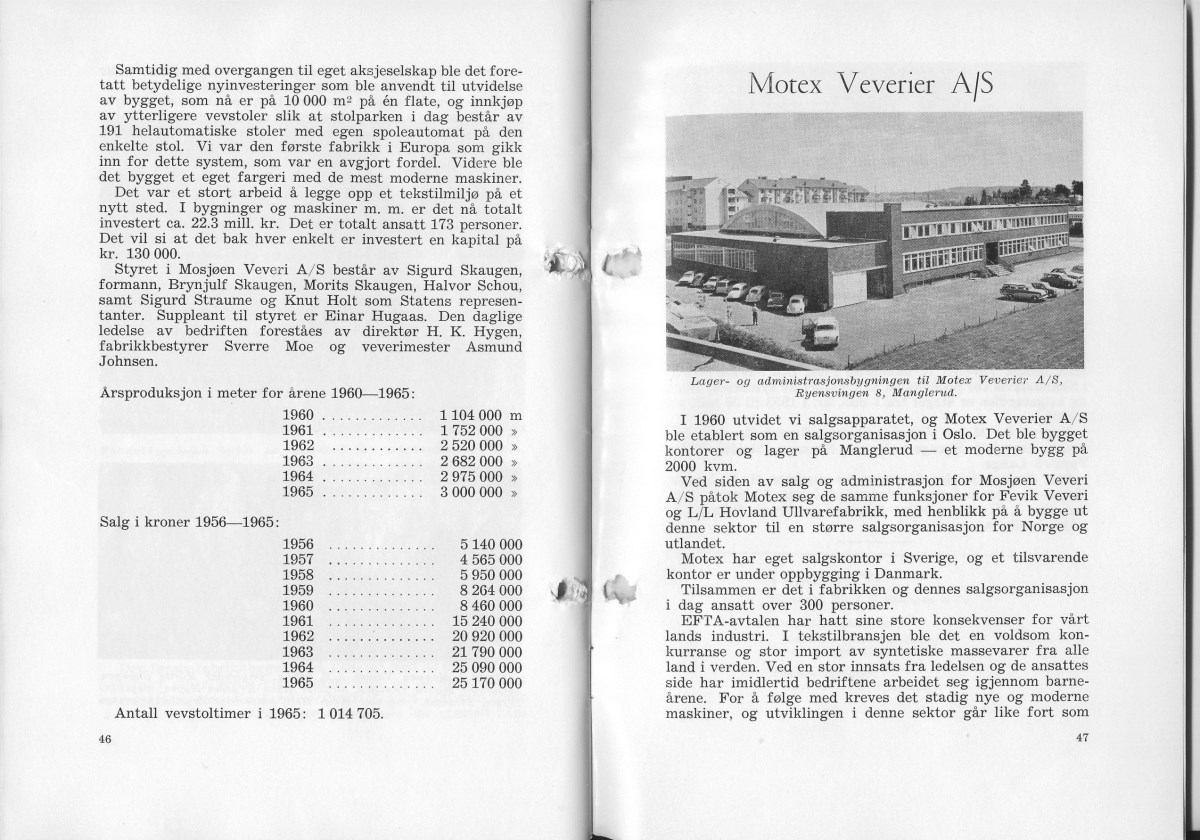 Samtidig med overgangen til eget aksjeselskap ble det fore-
tatt betydelige nyinvesteringer som ble anvendt til utvidelse
av bygget, som nå er på 10 000 m² på én flate, og innkjøp
av ytterligere vevstoler slik at stolparken i dag består av
191 helautomatiske stoler med egen spoleautomat på den
enkelte stol. Vi var den første fabrikk i Europa som gikk
inn for dette system, som var en avgjort fordel. Videre ble
det bygget et eget fargeri med de mest moderne maskiner.
Det var et stort arbeid å legge opp et tekstilmiljø på et
nytt sted. I bygninger og maskiner m. m. er det nå totalt
investert ca. 22.3 mill. kr. Det er totalt ansatt 173 personer.
Det vil si at det bak hver enkelt er investert en kapital på
kr. 130 000.
Styret i Mosjøen Veveri A/S består av Sigurd Skaugen,
formann, Brynjulf Skaugen, Morits Skaugen, Halvor Schou,
samt Sigurd Straume og Knut Holt som Statens represen-
tanter. Suppleant til styret er Einar Hugaas. Den daglige
ledelse av bedriften foreståes av direktør H. K. Hygen,
fabrikkbestyrer Sverre Moe og veverimester Asmund
Johnsen.
Årsproduksjon i meter for årene 1960—1965:
1960 . . . . . . . . . . . . . 1 104 000 m
1961 . . . . . . . . . . . . . 1 752 000 »
1962 . . . . . . . . . . . . 2 520 000 »
1963 . . . . . . . . . . . . . 2 682 000 »
1964 . . . . . . . . . . . . . 2 975 000 »
1965 . . . . . . . . . . . . . 3 000 000 »
Salg i kroner 1956—1965:
1956 . . . . . . . . . . . . . . 5 140 000
1957 . . . . . . . . . . . . . . 4 565 000
1958 . . . . . . . . . . . . . . 5 950 000
1959 . . . . . . . . . . . . . . 8 264 000
1960 . . . . . . . . . . . . . . 8 460 000
1961 . . . . . . . . . . . . . . 15 240 000
1962 . . . . . . . . . . . . . . 20 920 000
1963 . . . . . . . . . . . . . . 21 790 000
1964 . . . . . . . . . . . . . . 25 090 000
1965 . . . . . . . . . . . . . . 25 170 000
Antall vevstoltimer i 1965: 1 014 705.
46
Motex Veverier A/S
Lager- og administrasjonsbygningen til Motex Veverier A/S,
Ryensvingen 8, Manglerud.
I 1960 utvidet vi salgsapparatet, og Motex Veverier A/S
ble etablert som en salgsorganisasjon i Oslo. Det ble bygget
kontorer og lager på Manglerud — et moderne bygg på
2000 kvm.
Ved siden av salg og administrasjon for Mosjøen Veveri
A/S påtok Motex seg de samme funksjoner for Fevik Veveri
og L/L Hovland Ullvarefabrikk, med henblikk på å bygge ut
denne sektor til en større salgsorganisasjon for Norge og
utlandet.
Motex har eget salgskontor i Sverige, og et tilsvarende
kontor er under oppbygging i Danmark.
Tilsammen er det i fabrikken og dennes salgsorganisasjon
i dag ansatt over 300 personer.
EFTA-avtalen har hatt sine store konsekvenser for vårt
lands industri. I tekstilbransjen ble det en voldsom kon-
kurranse og stor import av syntetiske massevarer fra alle
land i verden. Ved en stor innsats fra ledelsen og de ansattes
side har imidlertid bedriftene arbeidet seg igjennom barne-
årene. For å følge med kreves det stadig nye og moderne
maskiner, og utviklingen i denne sektor går like fort som
47